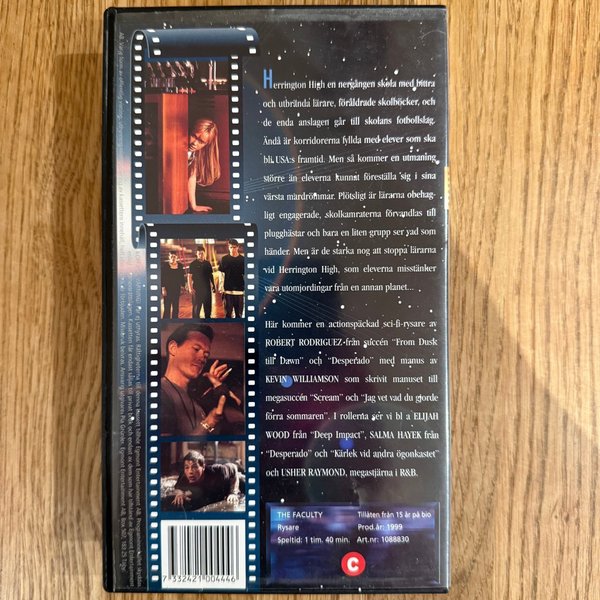 Herrington High en nergången skola med bittra
och utbrända lärare, föråldrade skolböcker, och
de enda anslagen går till skolans fotbollslag.
Ändå är korridorerna fyllda med elever som ska
bli USA:s framtid. Men så kommer en utmaning
större än eleverna kunnat föreställa sig i sina
värsta mardrömmar. Plötsligt är lärarna obehag-
ligt engagerade, skolkamraterna förvandlas till
plugghästar och bara en liten grupp ser vad som
händer. Men är de starka nog att stoppa lärarna
vid Herrington High, som eleverna misstänker
vara utomjordingar från en annan planet...
Här kommer en actionspäckad sci-fi-rysare av
ROBERT RODRIGUEZ från succén "From Dusk
till Dawn" och "Desperado" med manus av
KEVIN WILLIAMSON som skrivit manuset till
megasuccén "Scream" och "Jag vet vad du gjorde
förra sommaren". I rollerna ser vi bl a ELIJAH
WOOD från "Deep Impact", SALMA HAYEK från
"Desperado" och "Kärlek vid andra ögonkastet"
och USHER RAYMOND, megastjärna i R&B.
THE FACULTY Tillåten från 15 år på bio
Rysare Prod.år: 1999
Speltid: 1 tim. 40 min. Art.nr: 1088830
C
7 332421 004446